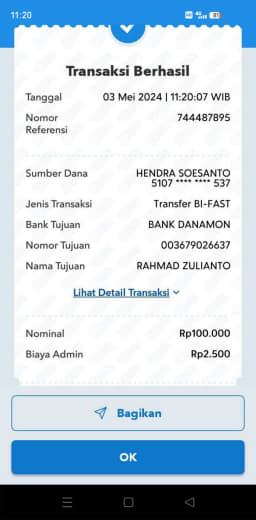 11:20
Transaksi Berhasil
Tanggal 03 Mei 2024 | 11:20:07 WIB
Nomor Referensi 744487895
Sumber Dana HENDRA SOESANTO
5107 **** **** 537
Jenis Transaksi Transfer BI-FAST
Bank Tujuan BANK DANAMON
Nomor Tujuan 003679026637
Nama Tujuan RAHMAD ZULIANTO
Lihat Detail Transaksi
Nominal Rp100.000
Biaya Admin Rp2.500
Bagikan
OK